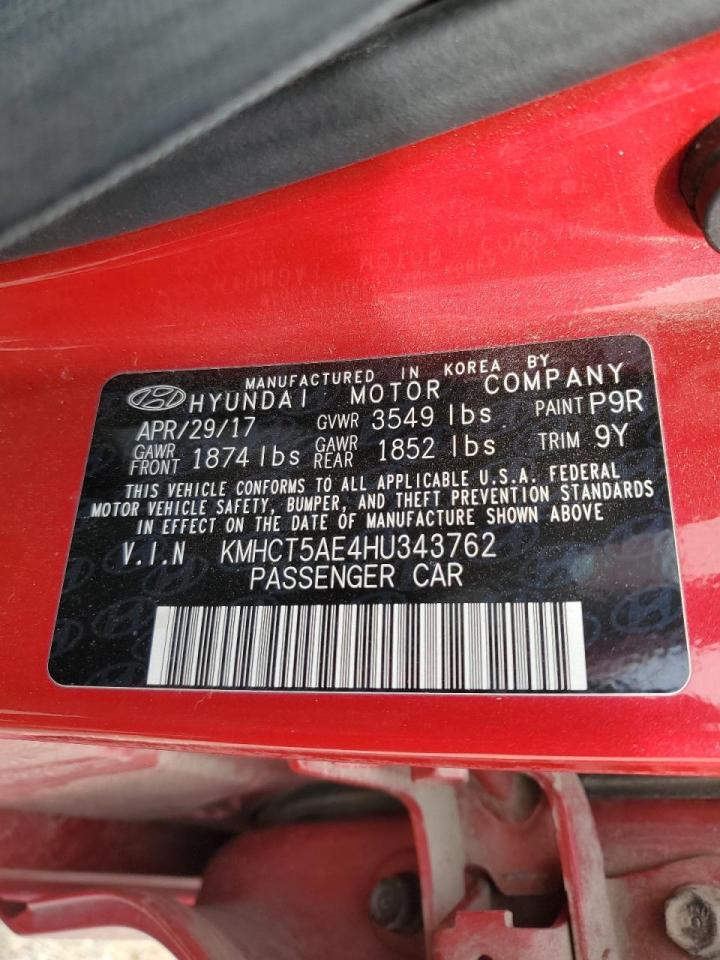 MANUFACTURED IN KOREA BY
HYUNDAI MOTOR COMPANY
APR/29/17 GVWR 3549 lbs PAINT P9R
GAWR FRONT 1874 lbs GAWR REAR 1852 lbs TRIM 9Y
THIS VEHICLE CONFORMS TO ALL APPLICABLE U.S.A. FEDERAL
MOTOR VEHICLE SAFETY, BUMPER, AND THEFT PREVENTION STANDARDS
IN EFFECT ON THE DATE OF MANUFACTURE SHOWN ABOVE
V.I.N KMHCT5AE4HU343762
PASSENGER CAR